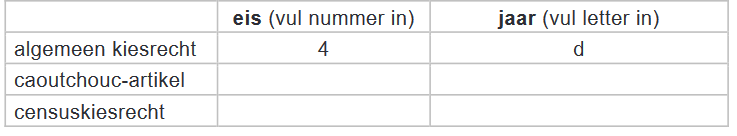 eis (vul nummer in) jaar (vul letter in)
algemeen kiesrecht 4 d
caoutchouc-artikel
censuskiesrecht